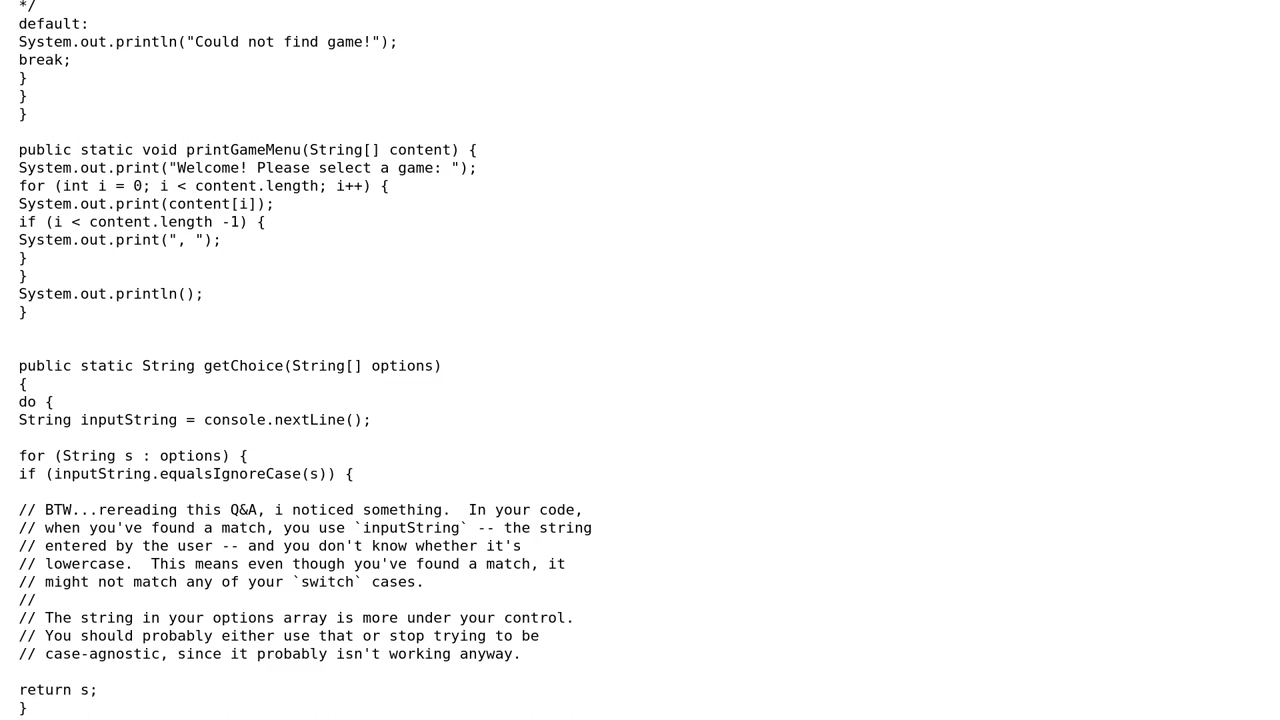 */
default:
System.out.println("Could not find game!");
break;
}
}
}

public static void printGameMenu(String[] content) {
System.out.print("Welcome! Please select a game: ");
for (int i = 0; i < content.length; i++) {
System.out.print(content[i]);
if (i < content.length -1) {
System.out.print(", ");
}
}
System.out.println();
}


public static String getChoice(String[] options)
{
do {
String inputString = console.nextLine();

for (String s : options) {
if (inputString.equalsIgnoreCase(s)) {

// BTW...rereading this Q&A, i noticed something.  In your code,
// when you've found a match, you use `inputString` -- the string
// entered by the user -- and you don't know whether it's
// lowercase.  This means even though you've found a match, it
// might not match any of your `switch` cases.
//
// The string in your options array is more under your control.
// You should probably either use that or stop trying to be
// case-agnostic, since it probably isn't working anyway.

return s;
}